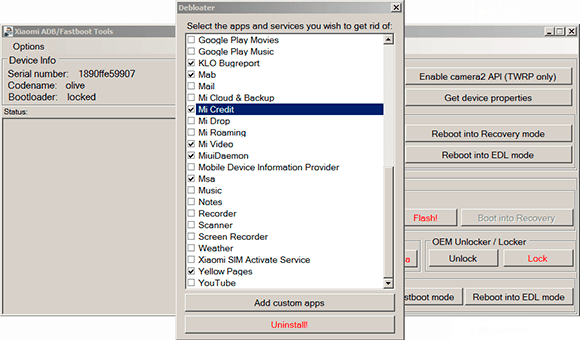 Debloater
Xiaomi ADB/Fastboot Tools
Options
Device Info
Serial number: 1890ffe59907
Codename: olive
Bootloader: locked
Status:
Select the apps and services you wish to get rid of:
Google Play Movies
Google Play Music
KLO Bugreport
Mab
Mail
Mi Cloud & Backup
Mi Credit
Mi Drop
Mi Roaming
Mi Video
MiuiDaemon
Mobile Device Information Provider
Msa
Music
Notes
Recorder
Scanner
Screen Recorder
Weather
Xiaomi SIM Activate Service
Yellow Pages
YouTube
Add custom apps
Uninstall!
Enable camera2 API (TWRP only)
Get device properties
Reboot into Recovery mode
Reboot into EDL mode
Flash!
Boot into Recovery
OEM Unlocker / Locker
a
Unlock
Lock
stboot mode
Reboot into EDL mode